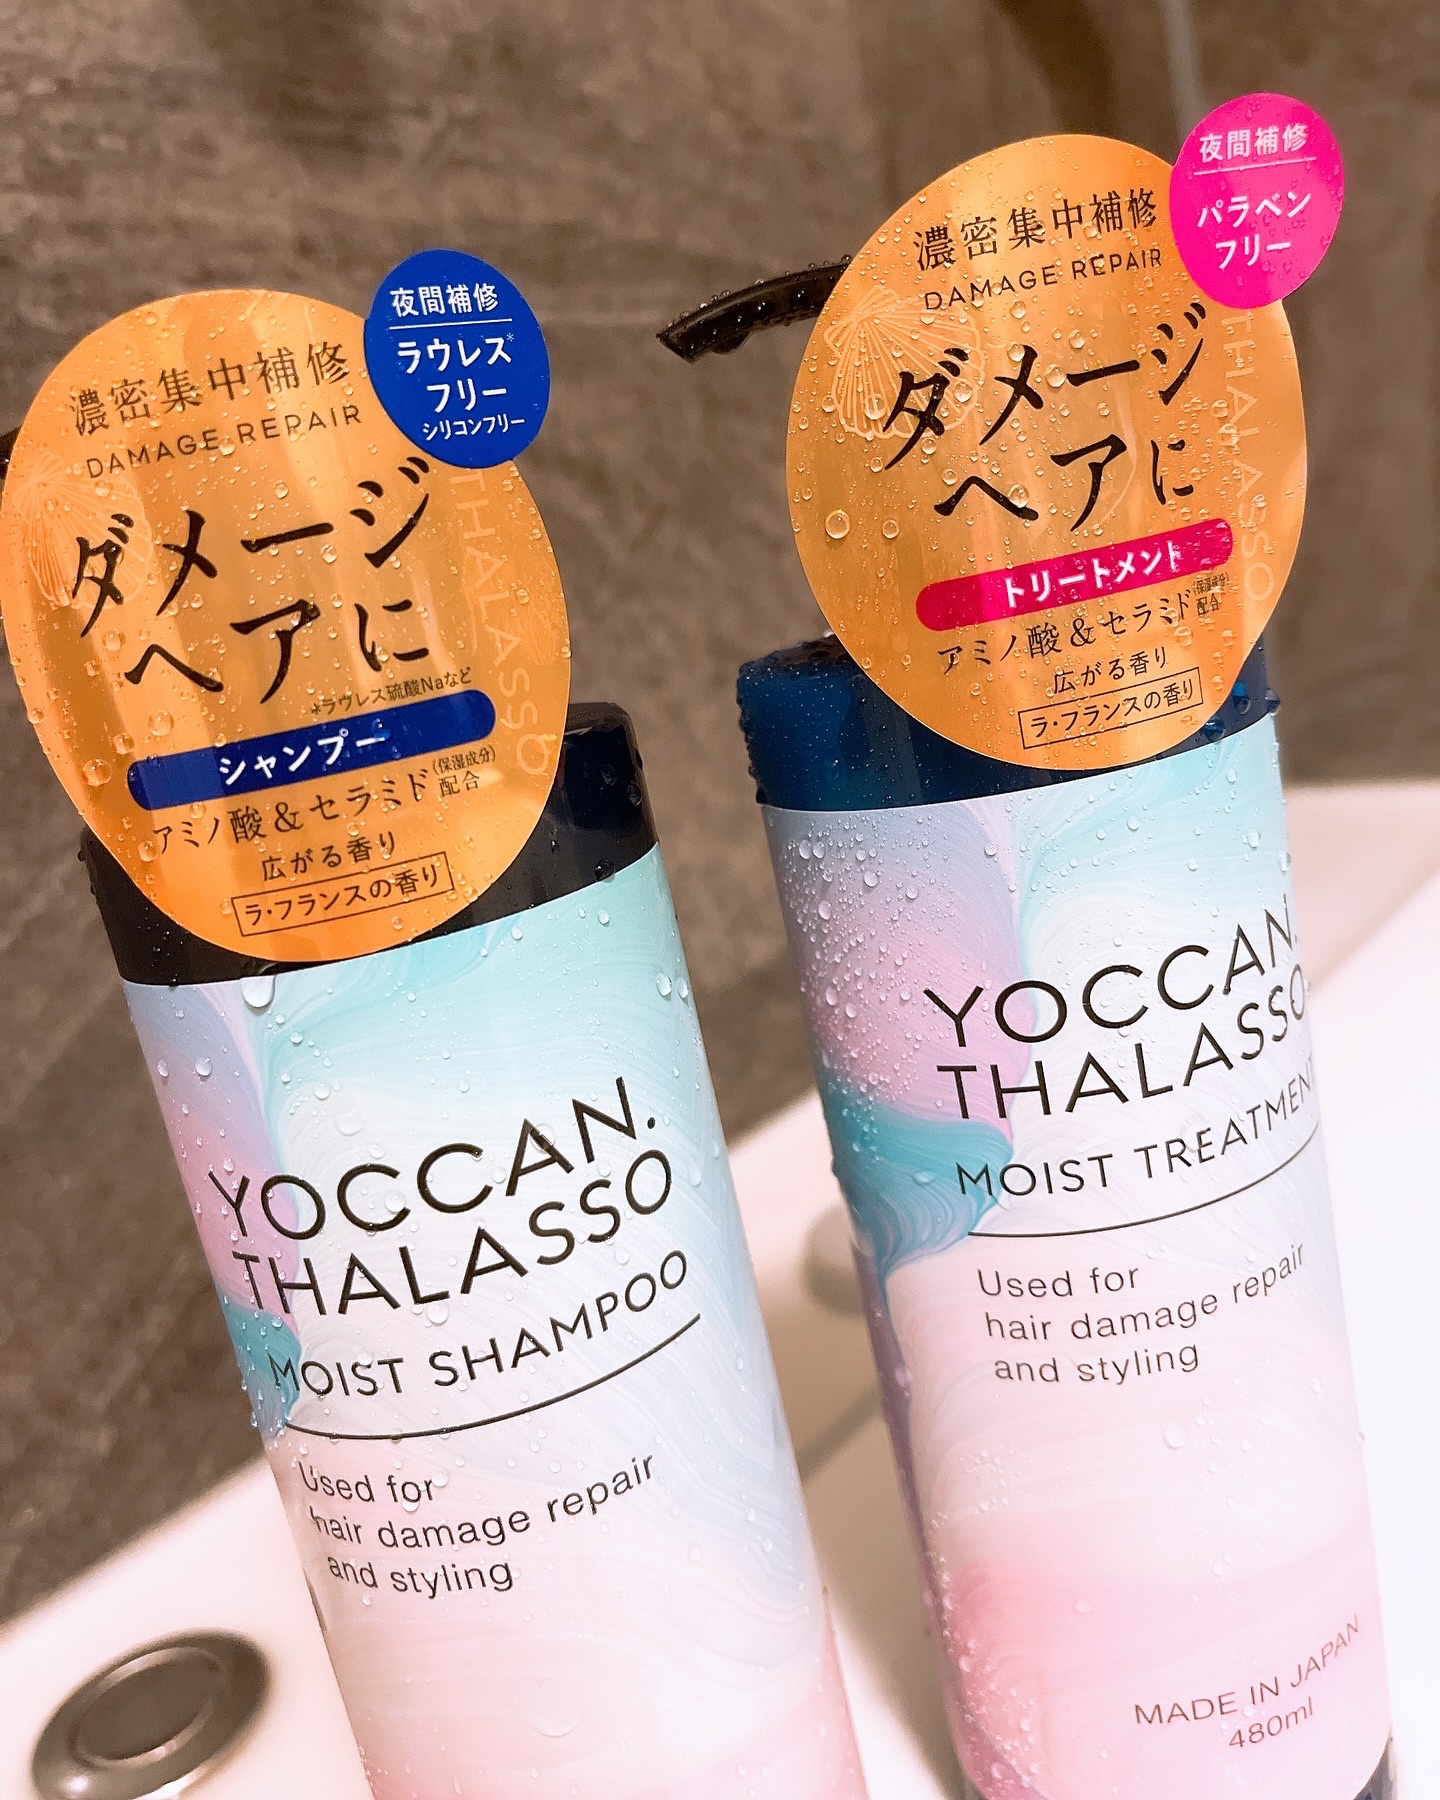 夜間補修
ラウレス*
フリー
シリコンフリー
濃密集中補修
DAMAGE REPAIR
ダメージ
ヘアに
THALASSO
*ラウレス硫酸Naなど
シャンプー
アミノ酸 & セラミド(保湿成分)配合
広がる香り
ラ・フランスの香り
YOCCAN.
THALASSO
MOIST SHAMPOO
Used for
hair damage repair
and styling
夜間補修
パラベン
フリー
濃密集中補修
DAMAGE REPAIR
ダメージ
ヘアに
THALASSO
トリートメント
アミノ酸 & セラミド(保湿成分)配合
広がる香り
ラ・フランスの香り
YOCCAN.
THALASSO
MOIST TREATMENT
Used for
hair damage repair
and styling
MADE IN JAPAN
480ml